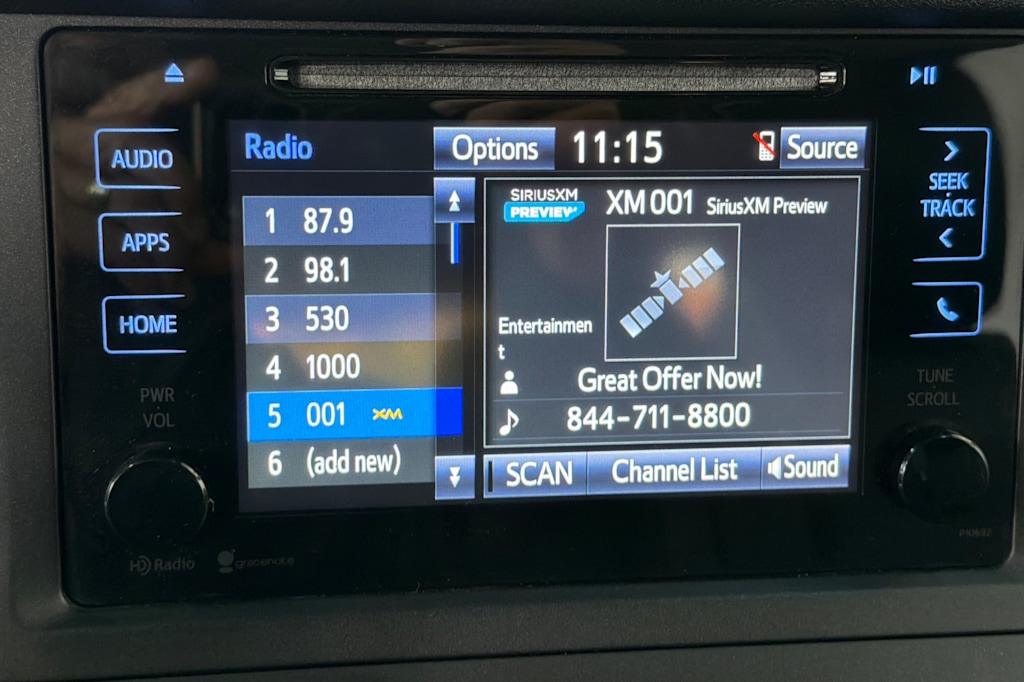 AUDIO
APPS
HOME
PWR
VOL
HD Radio
gracenote
Radio
Options
11:15
Source
1 87.9
2 98.1
3 530
4 1000
5 001 XM
6 (add new)
SIRIUSXM
PREVIEW
XM 001 SiriusXM Preview
Entertainmen
t
Great Offer Now!
844-711-8800
SCAN
Channel List
Sound
SEEK
TRACK
TUNE
SCROLL
P10692